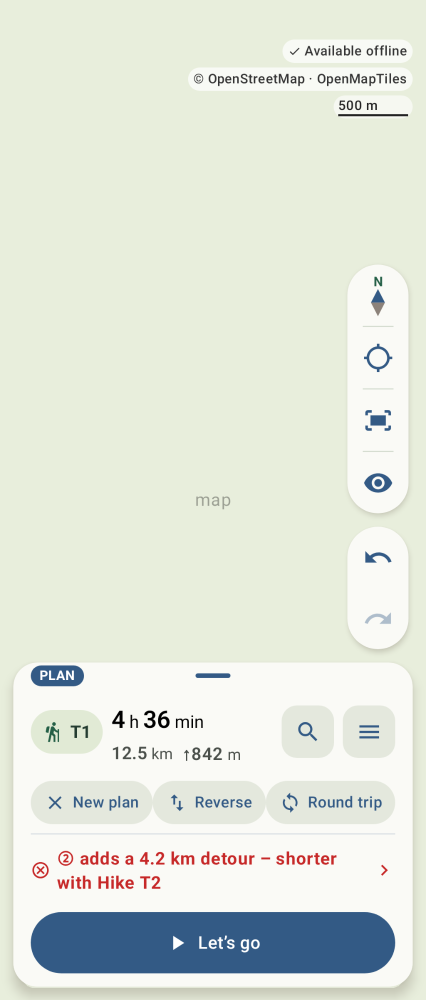 Available offline
© OpenStreetMap · OpenMapTiles
500 m
N
map
PLAN
T1
4 h 36 min
12.5 km ↑842 m
New plan
Reverse
Round trip
② adds a 4.2 km detour – shorter
with Hike T2
Let's go